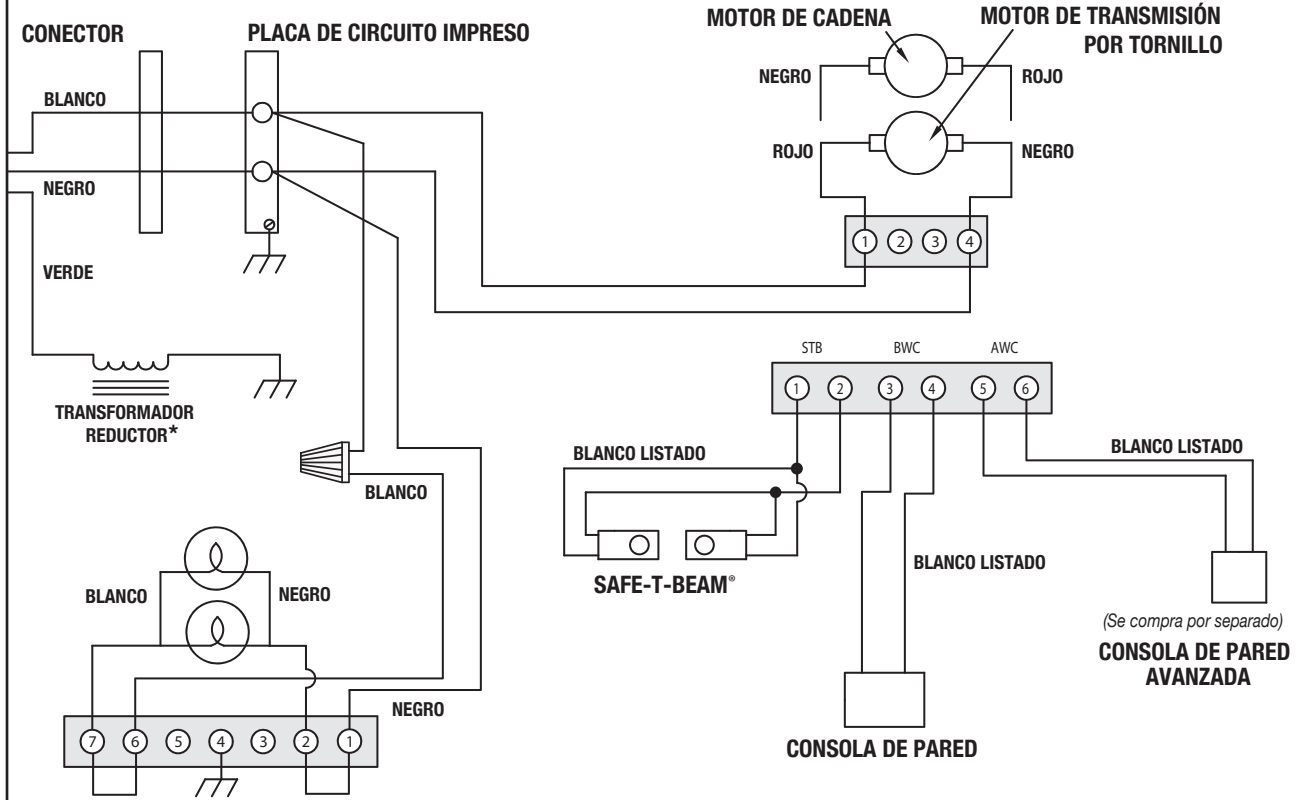 CONECTOR
PLACA DE CIRCUITO IMPRESO
MOTOR DE CADENA
MOTOR DE TRANSMISIÓN
POR TORNILLO
NEGRO
ROJO
BLANCO
ROJO
NEGRO
NEGRO
1 2 3 4
VERDE
STB BWC AWC
1 2 3 4 5 6
TRANSFORMADOR
REDUCTOR*
BLANCO LISTADO
BLANCO LISTADO
BLANCO
BLANCO LISTADO
SAFE-T-BEAM®
BLANCO
NEGRO
(Se compra por separado)
CONSOLA DE PARED
AVANZADA
NEGRO
7 6 5 4 3 2 1
CONSOLA DE PARED